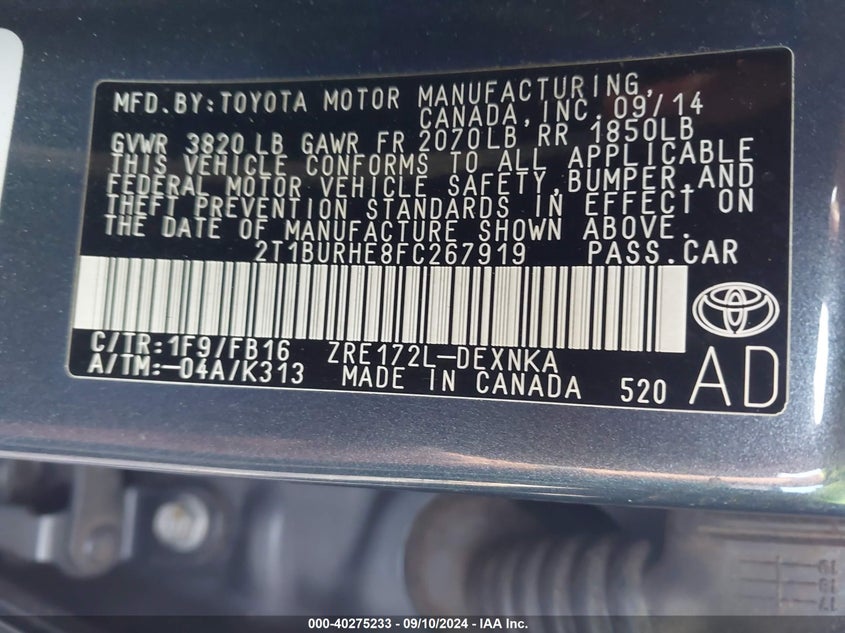 MFD.BY:TOYOTA MOTOR MANUFACTURING,
CANADA,INC. 09/14
GVWR 3820 LB GAWR FR 2070LB RR 1850LB
THIS VEHICLE CONFORMS TO ALL APPLICABLE
FEDERAL MOTOR VEHICLE SAFETY,BUMPER,AND
THEFT PREVENTION STANDARDS IN EFFECT ON
THE DATE OF MANUFACTURE SHOWN ABOVE.
2T1BURHE8FC267919 PASS.CAR
C/TR:1F9/FB16 ZRE172L-DEXNKA
A/TM:-04A/K313 MADE IN CANADA 520 AD
19
18
17
000-40275233 - 09/10/2024 - IAA Inc.